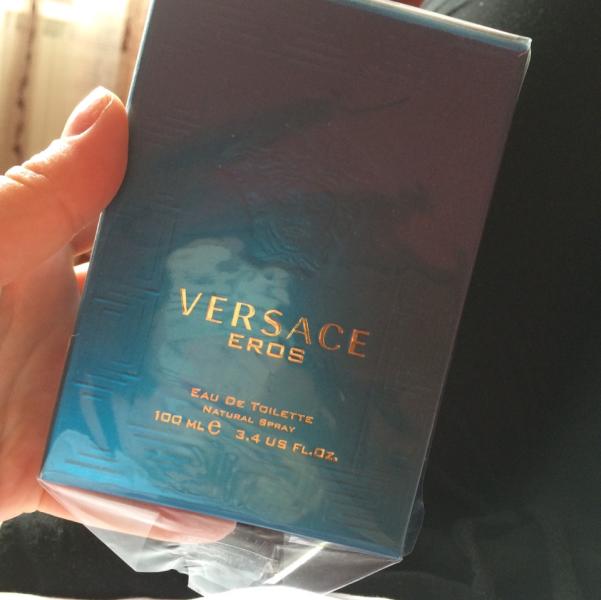 VERSACE
EROS
EAU DE TOILETTE
NATURAL SPRAY
100 ML ℮ 3.4 US FL.OZ.